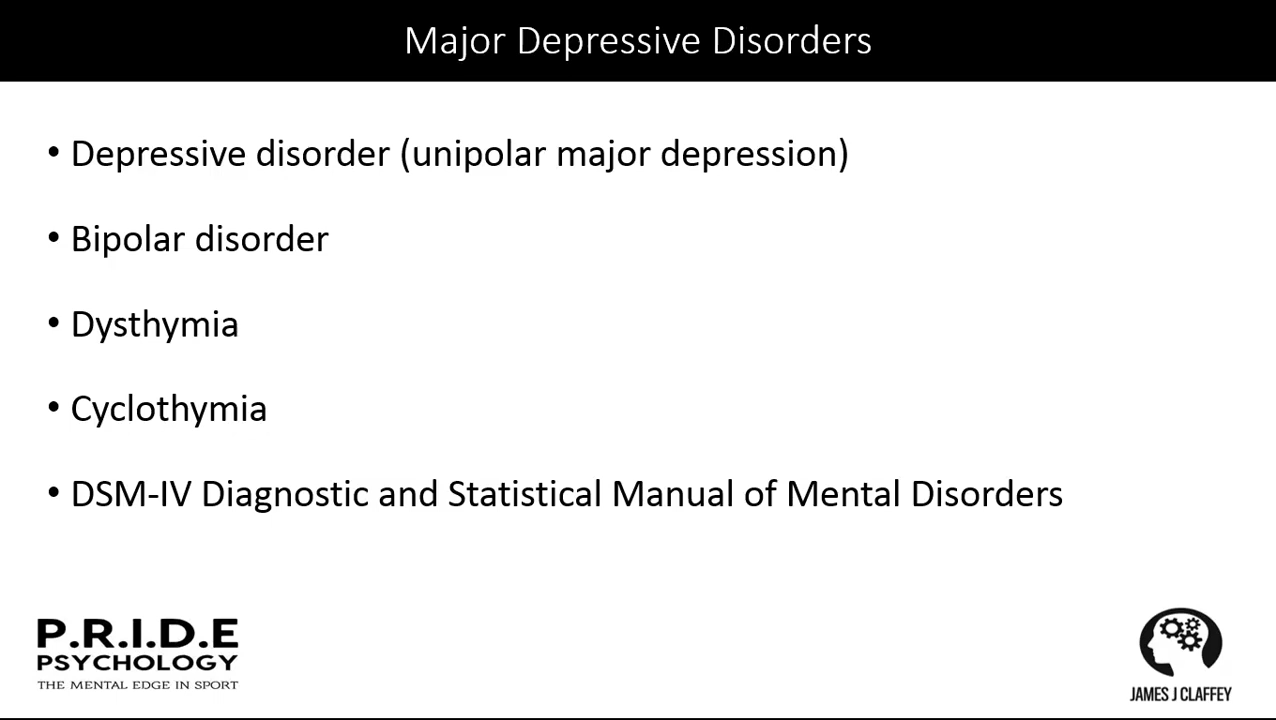 Major Depressive Disorders
• Depressive disorder (unipolar major depression)
• Bipolar disorder
• Dysthymia
• Cyclothymia
• DSM-IV Diagnostic and Statistical Manual of Mental Disorders
P.R.I.D.E
PSYCHOLOGY
THE MENTAL EDGE IN SPORT
JAMES J CLAFFEY